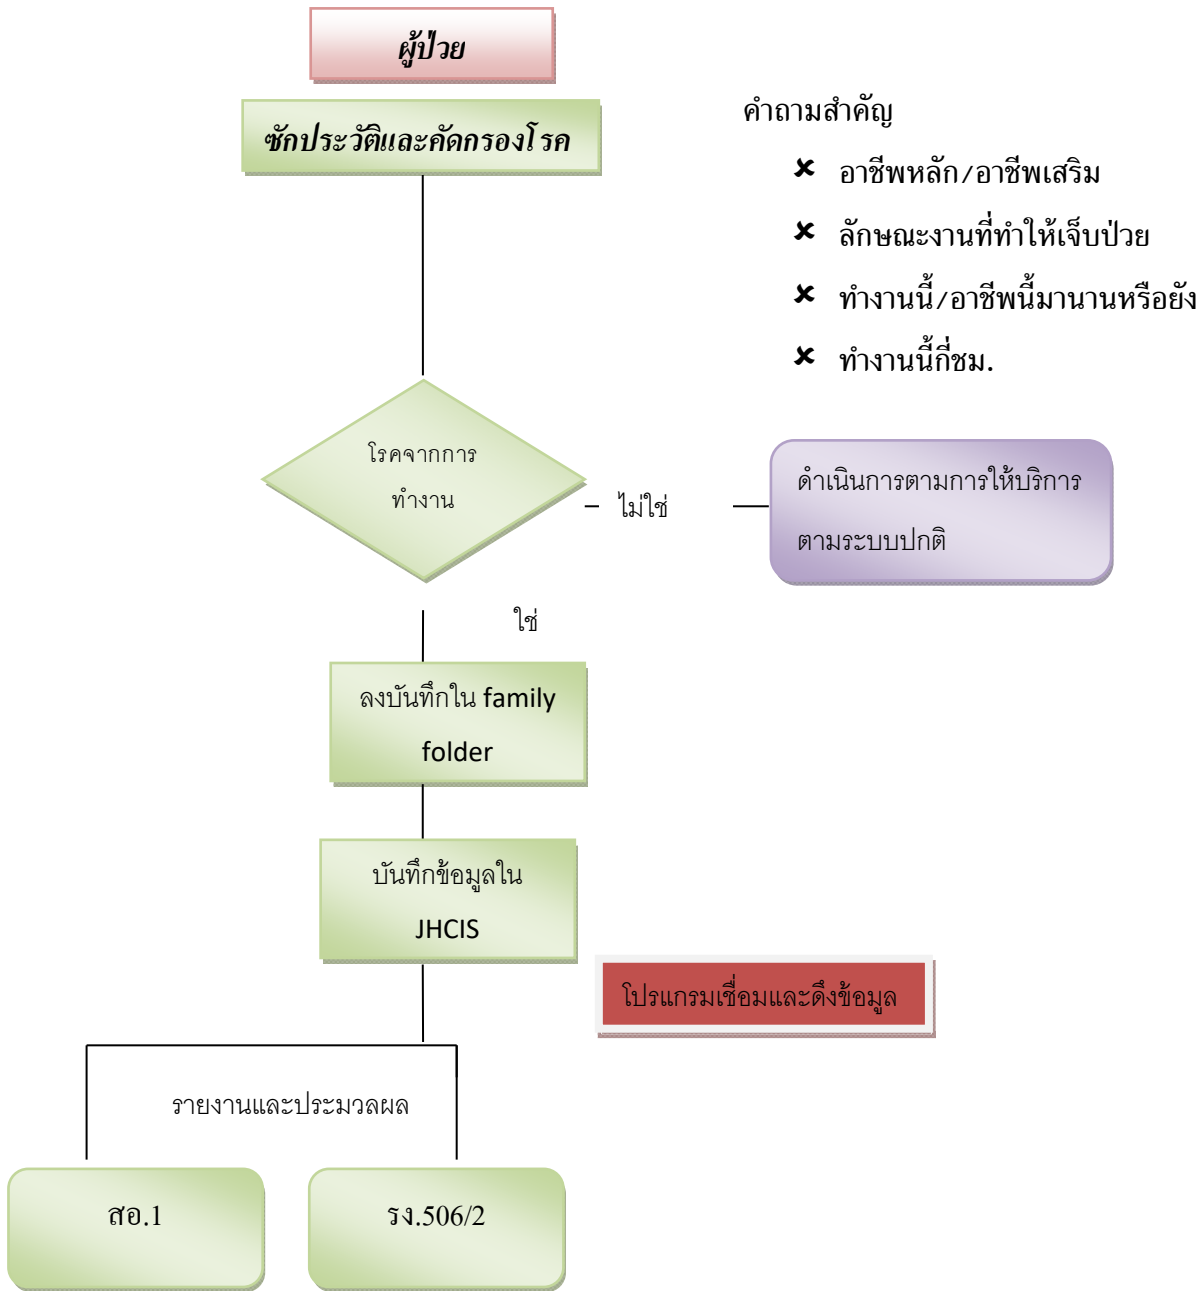 ผู้ป่วย
ซักประวัติและคัดกรองโรค
คำถามสำคัญ
อาชีพหลัก/อาชีพเสริม
ลักษณะงานที่ทำให้เจ็บป่วย
ทำงานนี้/อาชีพนี้มานานหรือยัง
ทำงานนี้กี่ชม.
โรคจากการ
ทำงาน
ไม่ใช่
ดำเนินการตามการให้บริการ
ตามระบบปกติ
ใช่
ลงบันทึกใน family
folder
บันทึกข้อมูลใน
JHCIS
โปรแกรมเชื่อมและดึงข้อมูล
รายงานและประมวลผล
สอ.1
รง.506/2